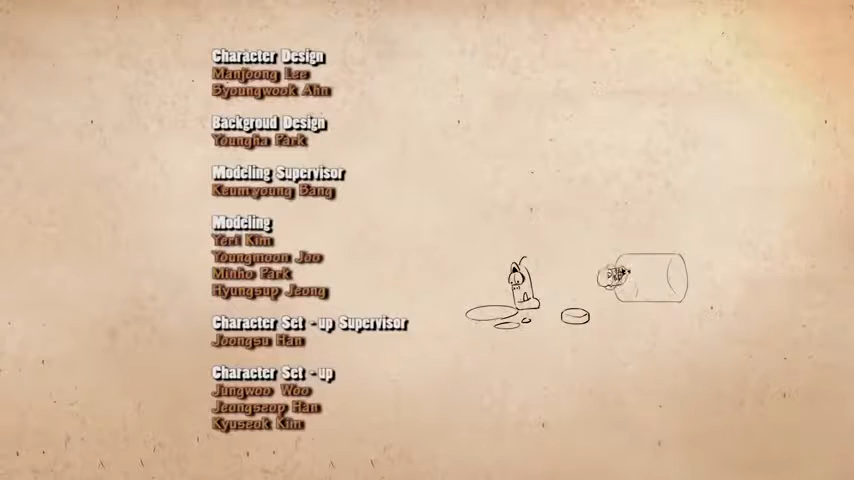 Character Design
Manjoong Lee
Byoungwook Ahn
Backgroud Design
Youngha Park
Modeling Supervisor
Keumyoung Bang
Modeling
Yeri Kim
Youngmoon Joo
Minho Park
Hyungsup Jeong
Character Set -up Supervisor
Joongsu Han
Character Set -up
Jungwoo Woo
Jeongseop Han
Kyuseok Kim